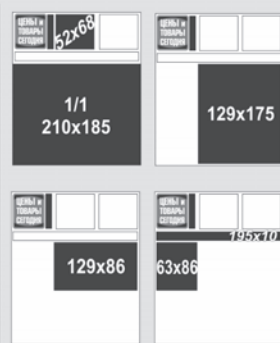 ЦЕНЫ и
ТОВАРЫ
СЕГОДНЯ
52x68
1/1
210x185
ЦЕНЫ и
ТОВАРЫ
СЕГОДНЯ
129x175
ЦЕНЫ и
ТОВАРЫ
СЕГОДНЯ
129x86
ЦЕНЫ и
ТОВАРЫ
СЕГОДНЯ
195x10
63x86